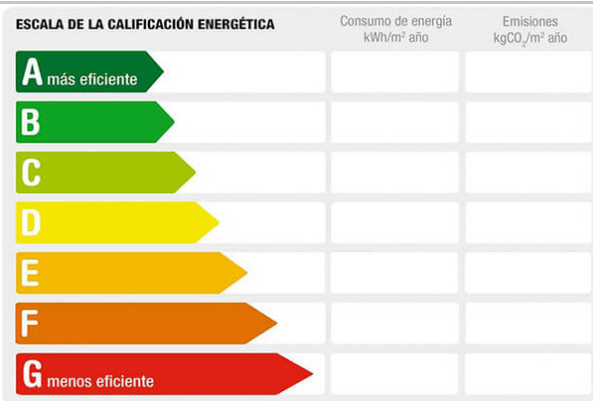 ESCALA DE LA CALIFICACIÓN ENERGÉTICA
Consumo de energía
kWh/m² año
Emisiones
kgCO₂/m² año
A más eficiente
B
C
D
E
F
G menos eficiente